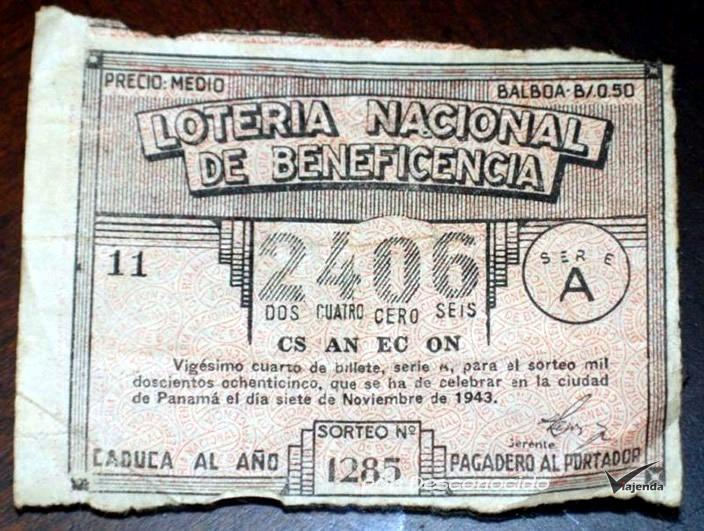 PRECIO: MEDIO BALBOA-B/.0.50
LOTERIA NACIONAL
DE BENEFICENCIA
11
2406
SERIE
A
DOS CUATRO CERO SEIS
CS AN EC ON
Vigésimo cuarto de billete, serie A, para el sorteo mil
doscientos ochenticinco, que se ha de celebrar en la ciudad
de Panamá el día siete de Noviembre de 1943.
Gerente
SORTEO Nº
CADUCA AL AÑO 1285 PAGADERO AL PORTADOR
Desconocido
Viajenda